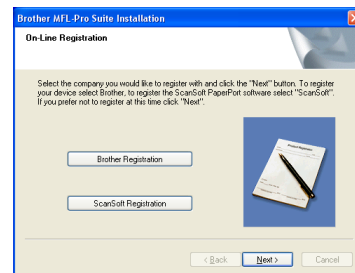 Brother MFL-Pro Suite Installation
On-Line Registration
Select the company you would like to register with and click the "Next" button. To register
your device select Brother, to register the ScanSoft PaperPort software select "ScanSoft".
If you prefer not to register at this time click "Next".
Brother Registration
ScanSoft Registration
< Back
Next >
Cancel